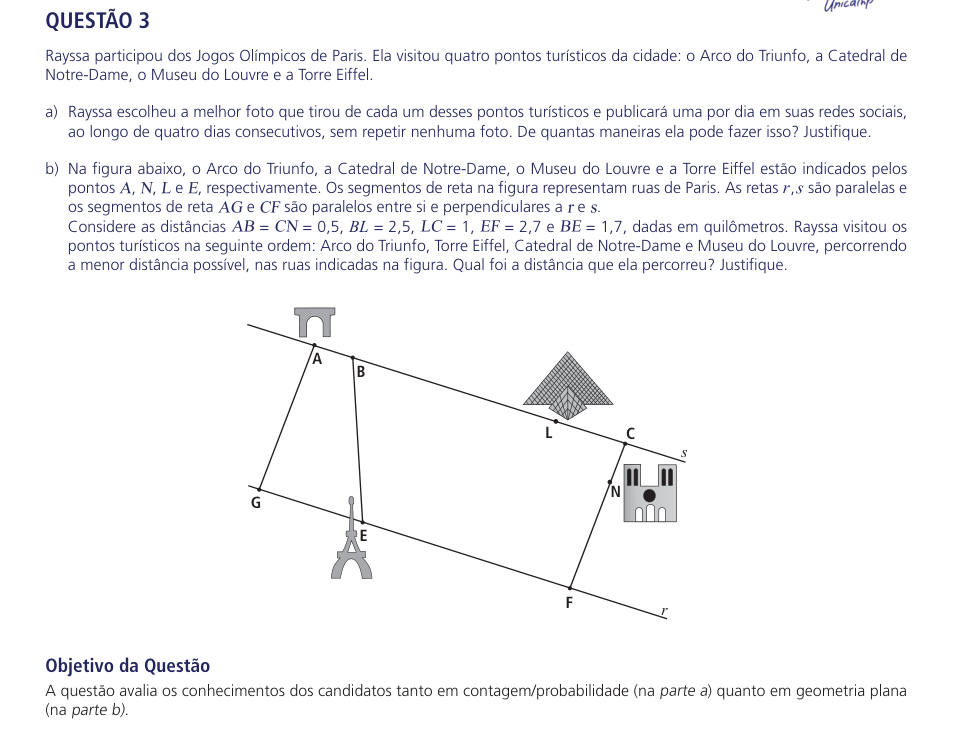 Unicamp
QUESTÃO 3
Rayssa participou dos Jogos Olímpicos de Paris. Ela visitou quatro pontos turísticos da cidade: o Arco do Triunfo, a Catedral de
Notre-Dame, o Museu do Louvre e a Torre Eiffel.
a) Rayssa escolheu a melhor foto que tirou de cada um desses pontos turísticos e publicará uma por dia em suas redes sociais,
ao longo de quatro dias consecutivos, sem repetir nenhuma foto. De quantas maneiras ela pode fazer isso? Justifique.
b) Na figura abaixo, o Arco do Triunfo, a Catedral de Notre-Dame, o Museu do Louvre e a Torre Eiffel estão indicados pelos
pontos A, N, L e E, respectivamente. Os segmentos de reta na figura representam ruas de Paris. As retas r,s são paralelas e
os segmentos de reta AG e CF são paralelos entre si e perpendiculares a r e s.
Considere as distâncias AB = CN = 0,5, BL = 2,5, LC = 1, EF = 2,7 e BE = 1,7, dadas em quilômetros. Rayssa visitou os
pontos turísticos na seguinte ordem: Arco do Triunfo, Torre Eiffel, Catedral de Notre-Dame e Museu do Louvre, percorrendo
a menor distância possível, nas ruas indicadas na figura. Qual foi a distância que ela percorreu? Justifique.
A
B
L
C
s
N
G
E
F
r
Objetivo da Questão
A questão avalia os conhecimentos dos candidatos tanto em contagem/probabilidade (na parte a) quanto em geometria plana
(na parte b).